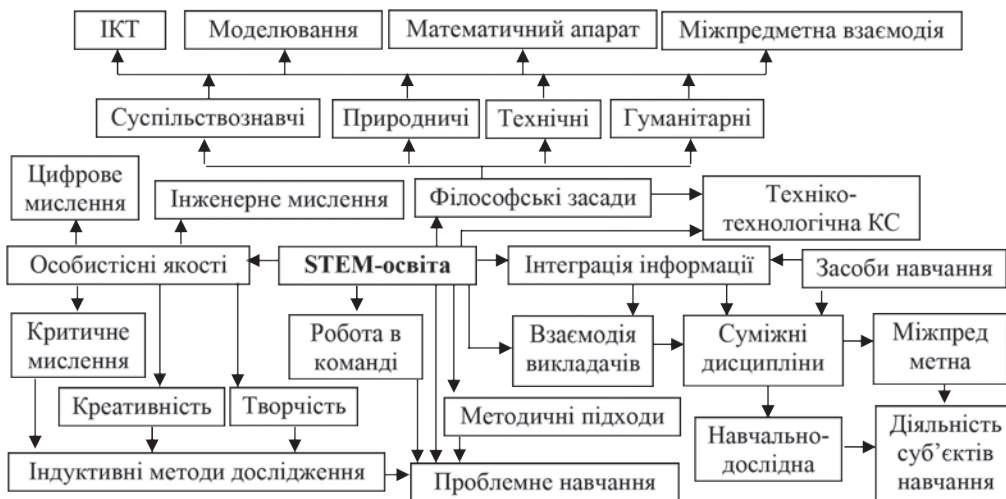 ІКТ
Моделювання
Математичний апарат
Міжпредметна взаємодія
Суспільствознавчі
Природничі
Технічні
Гуманітарні
Цифрове
мислення
Інженерне мислення
Філософські засади
Техніко-
технологічна КС
Особистісні якості
STEM-освіта
Інтеграція інформації
Засоби навчання
Критичне
мислення
Робота в
команді
Взаємодія
викладачів
Суміжні
дисципліни
Міжпред
метна
Креативність
Творчість
Методичні підходи
Навчально-
дослідна
Діяльність
суб’єктів
навчання
Індуктивні методи дослідження
Проблемне навчання